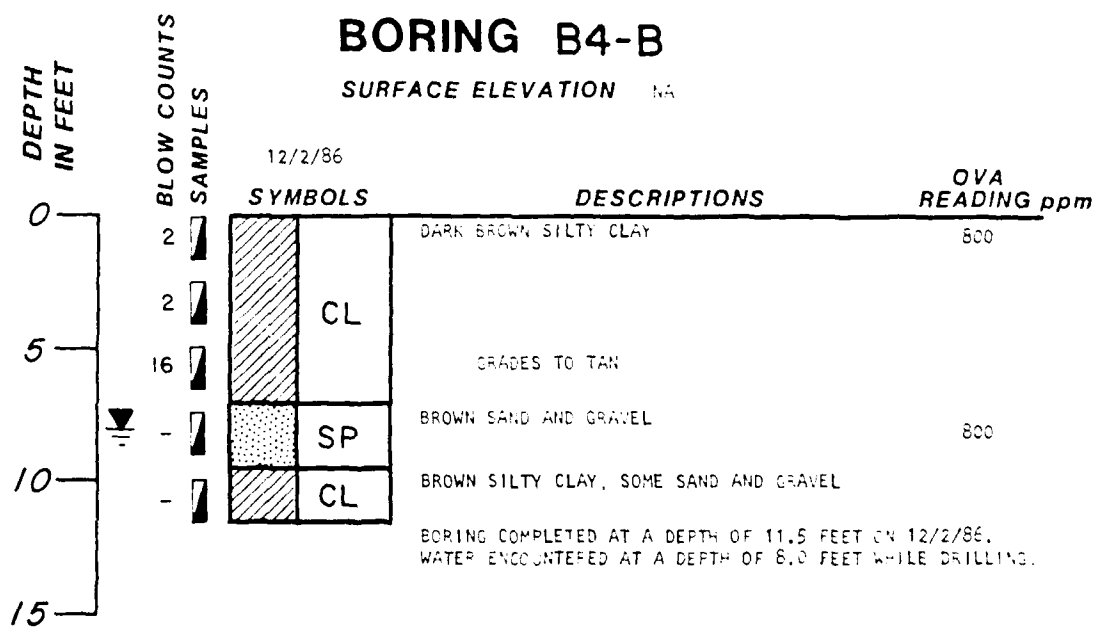 BORING B4-B
SURFACE ELEVATION NA
DEPTH IN FEET
BLOW COUNTS
SAMPLES
12/2/86
SYMBOLS DESCRIPTIONS OVA READING ppm
0
2 DARK BROWN SILTY CLAY 800
2 CL
5
16 GRADES TO TAN
- SP BROWN SAND AND GRAVEL 800
10
- CL BROWN SILTY CLAY, SOME SAND AND GRAVEL
BORING COMPLETED AT A DEPTH OF 11.5 FEET ON 12/2/86.
WATER ENCOUNTERED AT A DEPTH OF 8.0 FEET WHILE DRILLING.
15